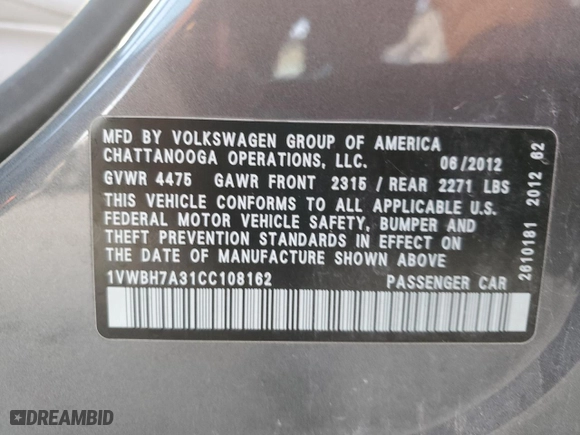 MFD BY VOLKSWAGEN GROUP OF AMERICA
CHATTANOOGA OPERATIONS, LLC. 06/2012
GVWR 4475 GAWR FRONT 2315 / REAR 2271 LBS
THIS VEHICLE CONFORMS TO ALL APPLICABLE U.S.
FEDERAL MOTOR VEHICLE SAFETY, BUMPER AND
THEFT PREVENTION STANDARDS IN EFFECT ON
THE DATE OF MANUFACTURE SHOWN ABOVE
1VWBH7A31CC108162 PASSENGER CAR
2610181 2012 62
DREAMBID